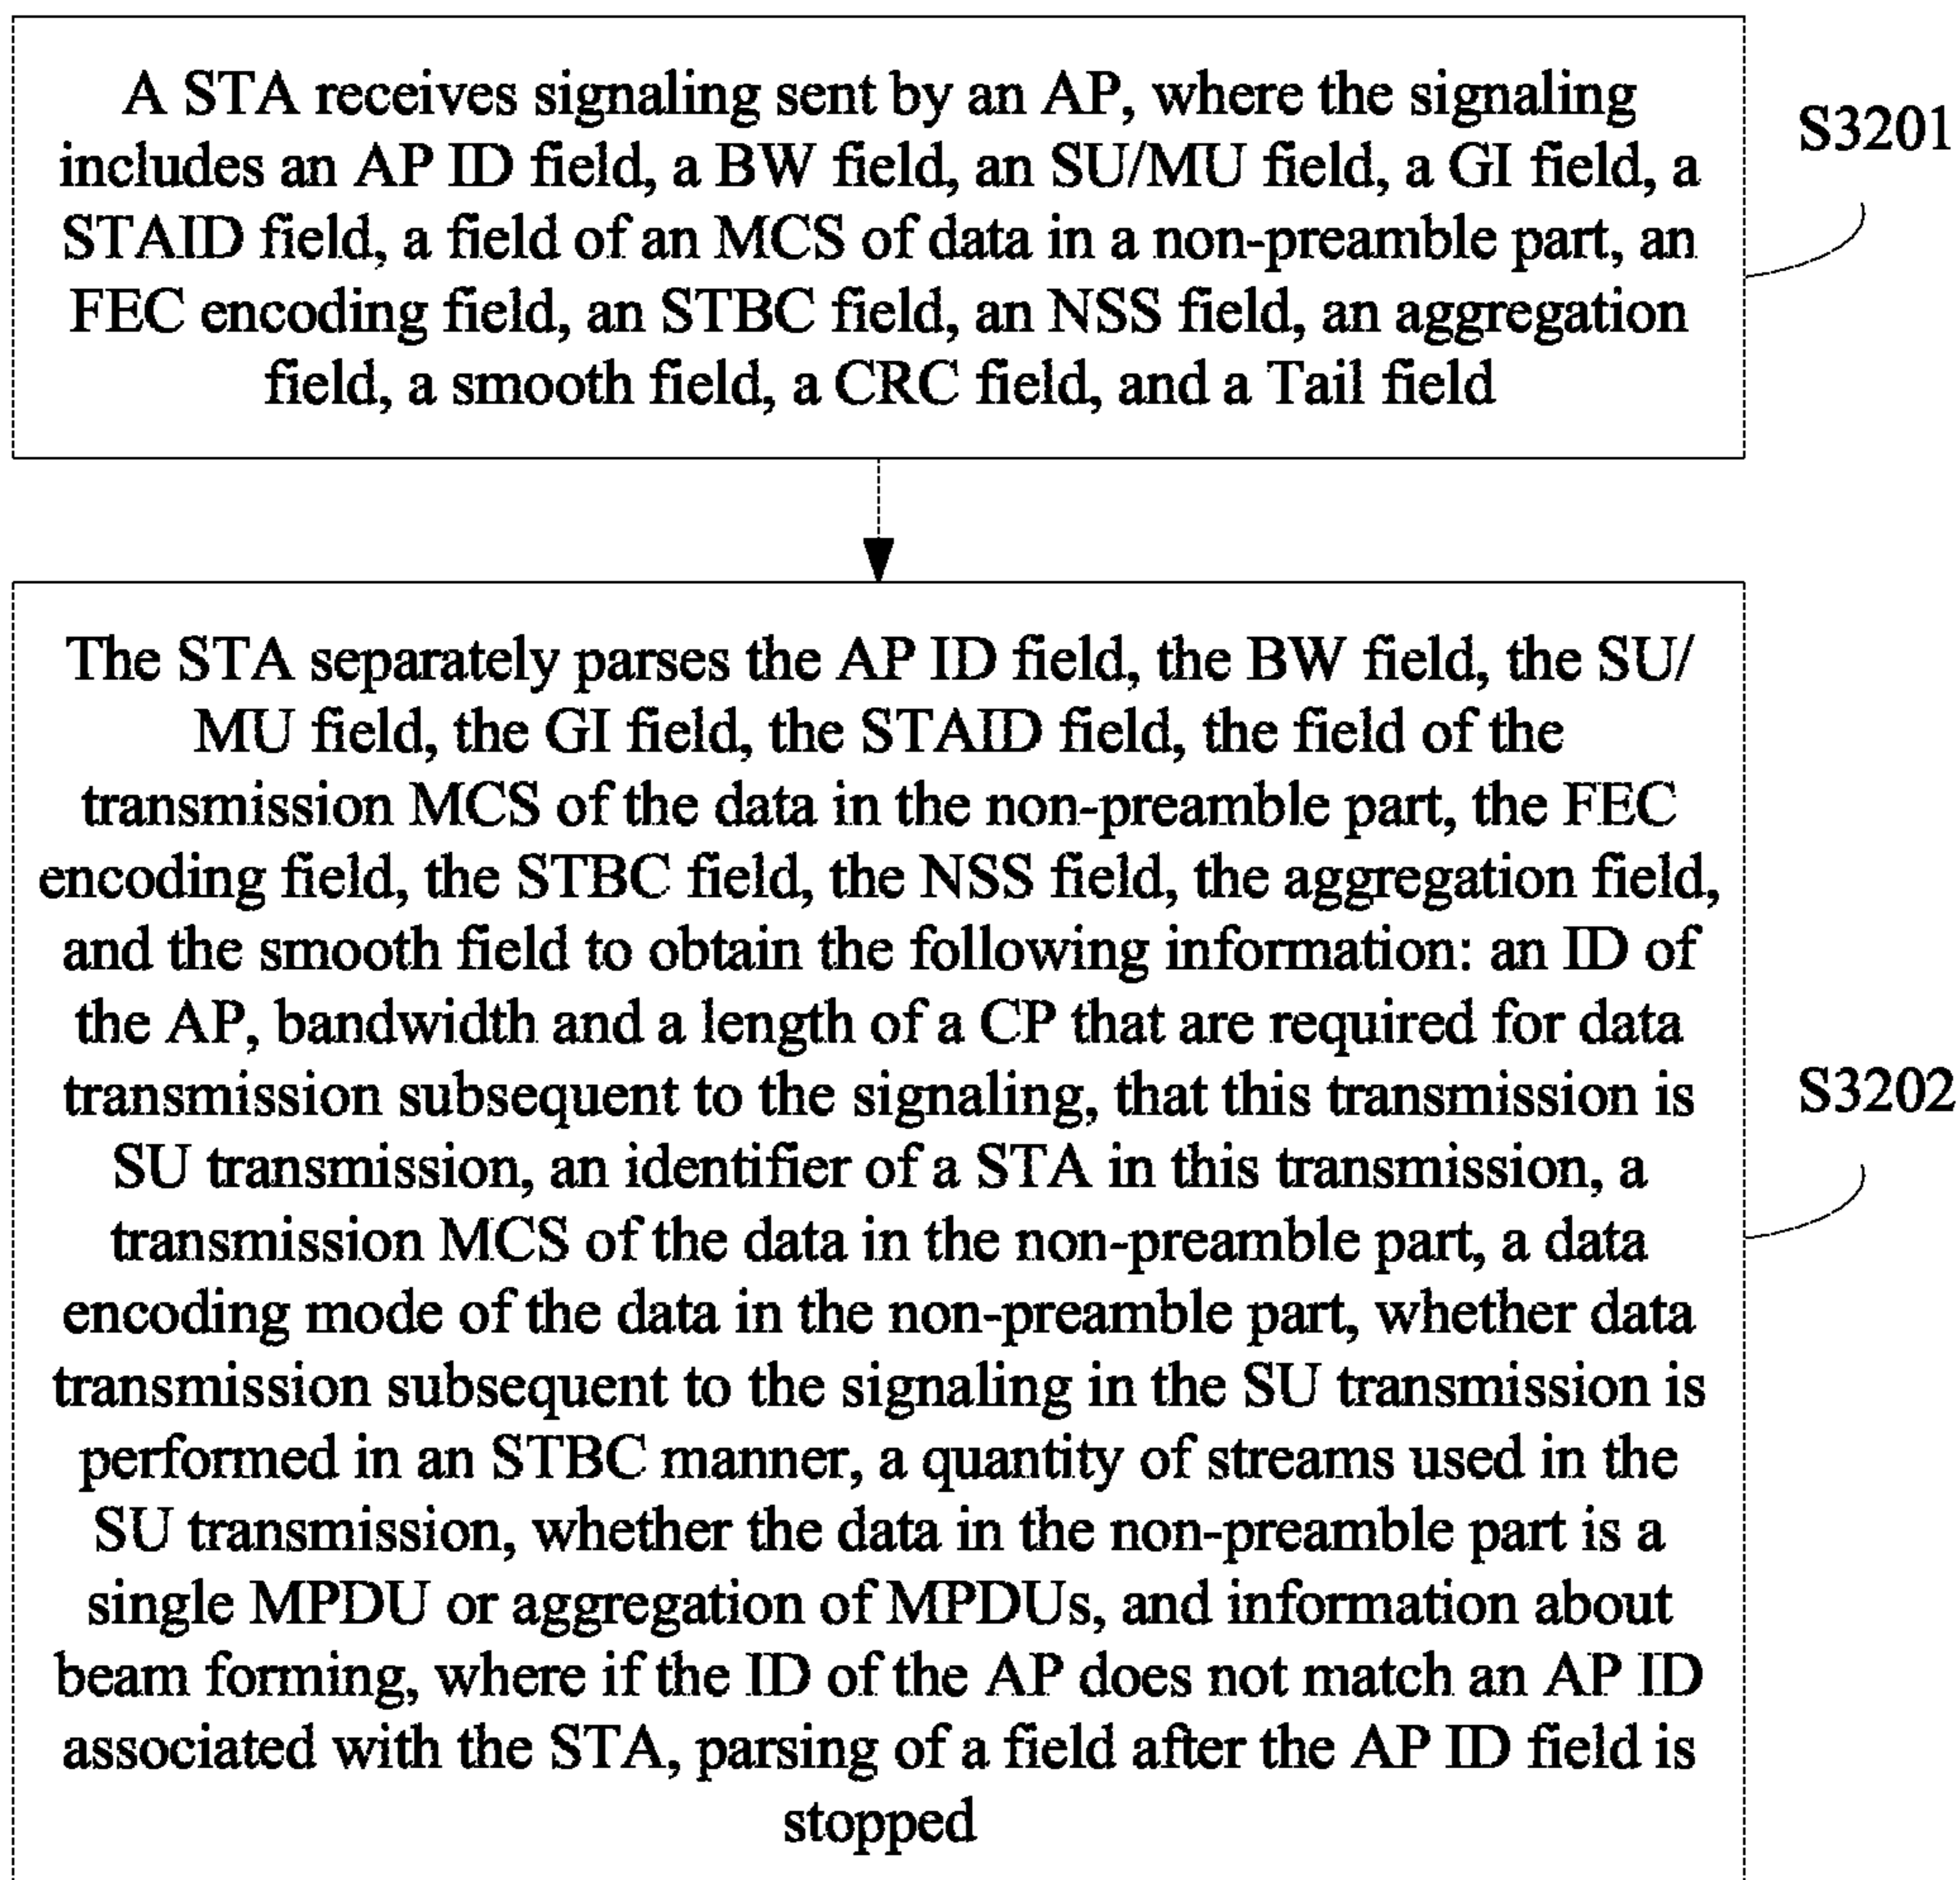 A STA receives signaling sent by an AP, where the signaling
includes an AP ID field, a BW field, an SU/MU field, a GI field, a
STAID field, a field of an MCS of data in a non-preamble part, an
FEC encoding field, an STBC field, an NSS field, an aggregation
field, a smooth field, a CRC field, and a Tail field
S3201
The STA separately parses the AP ID field, the BW field, the SU/
MU field, the GI field, the STAID field, the field of the
transmission MCS of the data in the non-preamble part, the FEC
encoding field, the STBC field, the NSS field, the aggregation field,
and the smooth field to obtain the following information: an ID of
the AP, bandwidth and a length of a CP that are required for data
transmission subsequent to the signaling, that this transmission is
SU transmission, an identifier of a STA in this transmission, a
transmission MCS of the data in the non-preamble part, a data
encoding mode of the data in the non-preamble part, whether data
transmission subsequent to the signaling in the SU transmission is
performed in an STBC manner, a quantity of streams used in the
SU transmission, whether the data in the non-preamble part is a
single MPDU or aggregation of MPDUs, and information about
beam forming, where if the ID of the AP does not match an AP ID
associated with the STA, parsing of a field after the AP ID field is
stopped
S3202